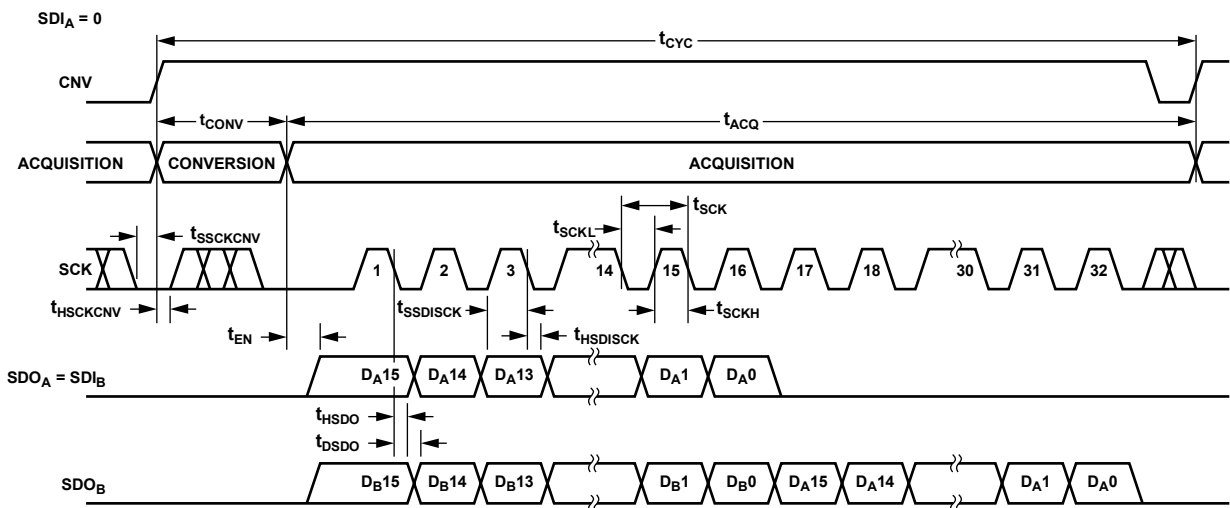 SDIA = 0
tCYC
CNV
tCONV
tACQ
ACQUISITION
CONVERSION
ACQUISITION
tSCK
tSCKL
tSSCKCNV
SCK
1
2
3
14
15
16
17
18
30
31
32
tHSCKCNV
tSSDISCK
tSCKH
tEN
tHSDISCK
SDOA = SDIB
DA15
DA14
DA13
DA1
DA0
tHSDO
tDSDO
SDOB
DB15
DB14
DB13
DB1
DB0
DA15
DA14
DA1
DA0